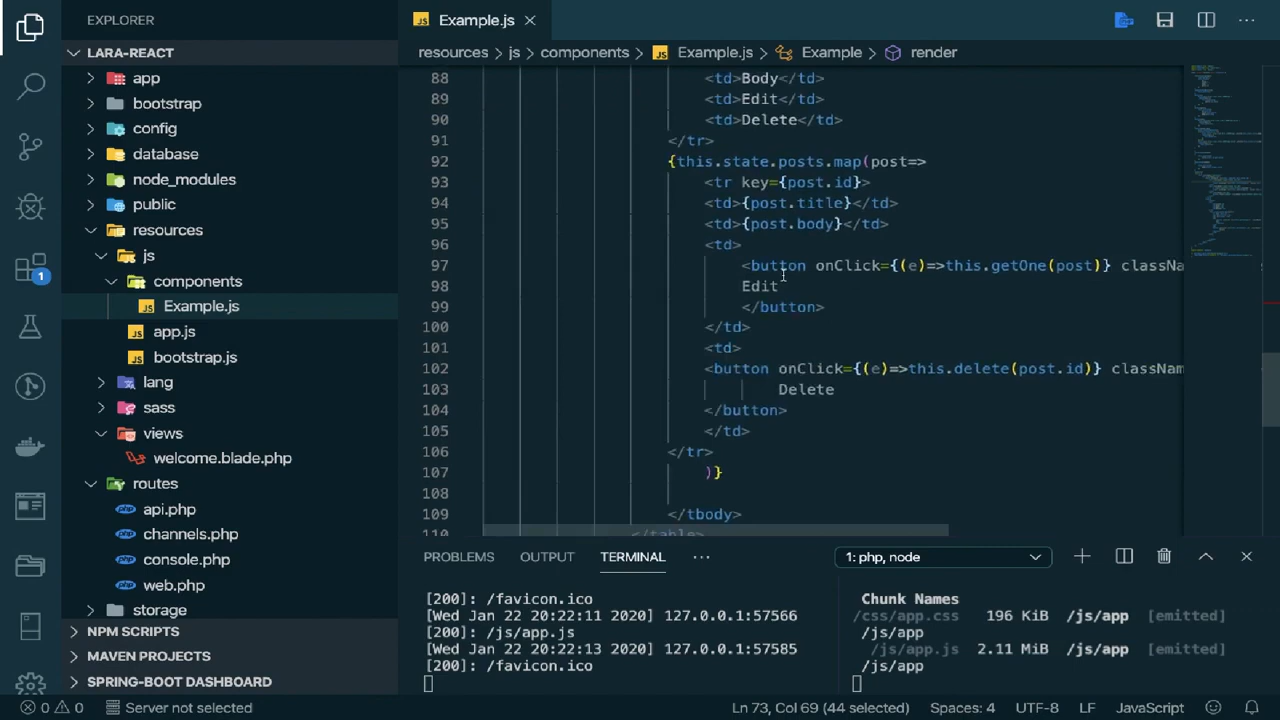 EXPLORER
LARA-REACT
app
bootstrap
config
database
node_modules
public
resources
js
components
Example.js
app.js
bootstrap.js
lang
sass
views
welcome.blade.php
routes
api.php
channels.php
console.php
web.php
storage
NPM SCRIPTS
MAVEN PROJECTS
SPRING-BOOT DASHBOARD
1
JS Example.js
resources > js > components > JS Example.js > Example > render
88 <td>Body</td>
89 <td>Edit</td>
90 <td>Delete</td>
91 </tr>
92 {this.state.posts.map(post=>
93 <tr key={post.id}>
94 <td>{post.title}</td>
95 <td>{post.body}</td>
96 <td>
97 <button onClick={(e)=>this.getOne(post)} classNa
98 Edit
99 </button>
100 </td>
101 <td>
102 <button onClick={(e)=>this.delete(post.id)} classNam
103 Delete
104 </button>
105 </td>
106 </tr>
107 )}
108
109 </tbody>
110 </table>
PROBLEMS OUTPUT TERMINAL ··· 1: php, node
[200]: /favicon.ico
[Wed Jan 22 20:22:11 2020] 127.0.0.1:57566
[200]: /js/app.js
[Wed Jan 22 20:22:13 2020] 127.0.0.1:57585
[200]: /favicon.ico
Chunk Names
/css/app.css 196 KiB /js/app [emitted]
/js/app
/js/app.js 2.11 MiB /js/app [emitted]
/js/app
0 0 Server not selected Ln 73, Col 69 (44 selected) Spaces: 4 UTF-8 LF JavaScript